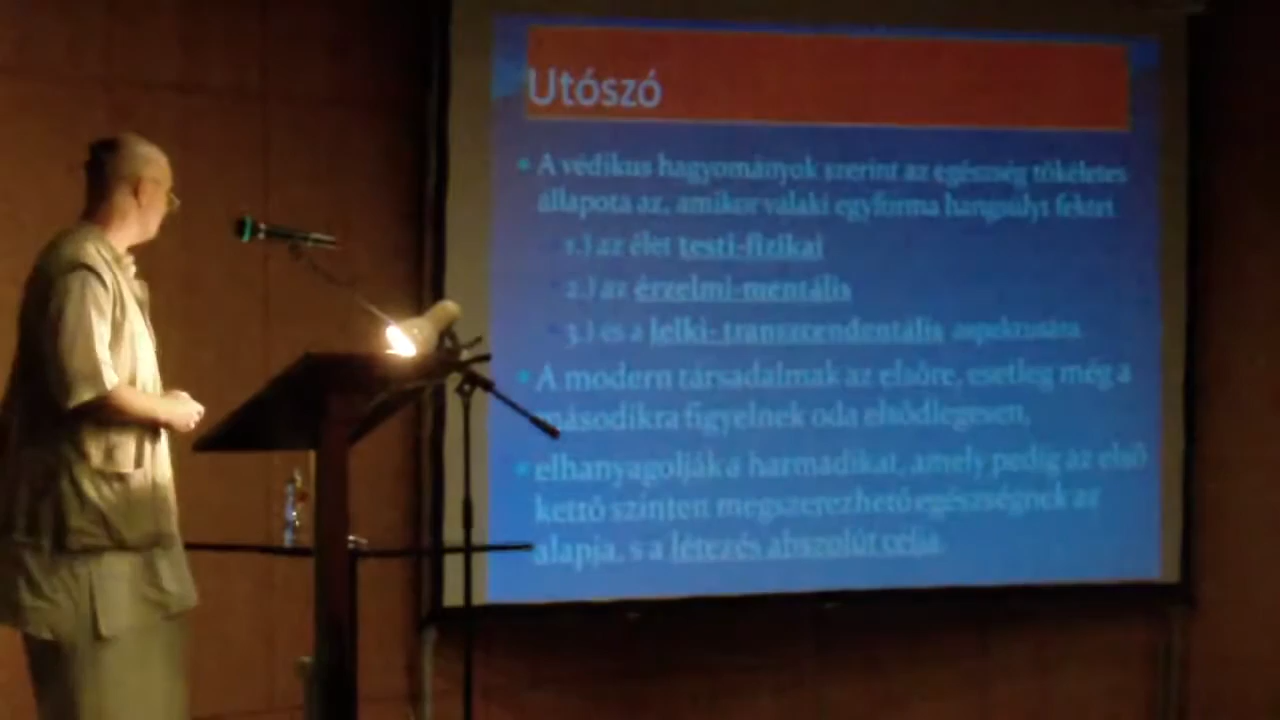 Utószó
A védikus hagyományok szerint az egészség tökéletes
állapota az, amikor valaki egyforma hangsúlyt fektet
1.) az élet testi-fizikai
2.) az érzelmi-mentális
3.) és a lelki- transzcendentális aspektusára
A modern társadalmak az elsőre, esetleg még a
másodikra figyelnek oda elsődlegesen,
elhanyagolják a harmadikat, amely pedig az első
kettő szinten megszerezhető egészségnek az
alapja, s a létezés abszolút célja.